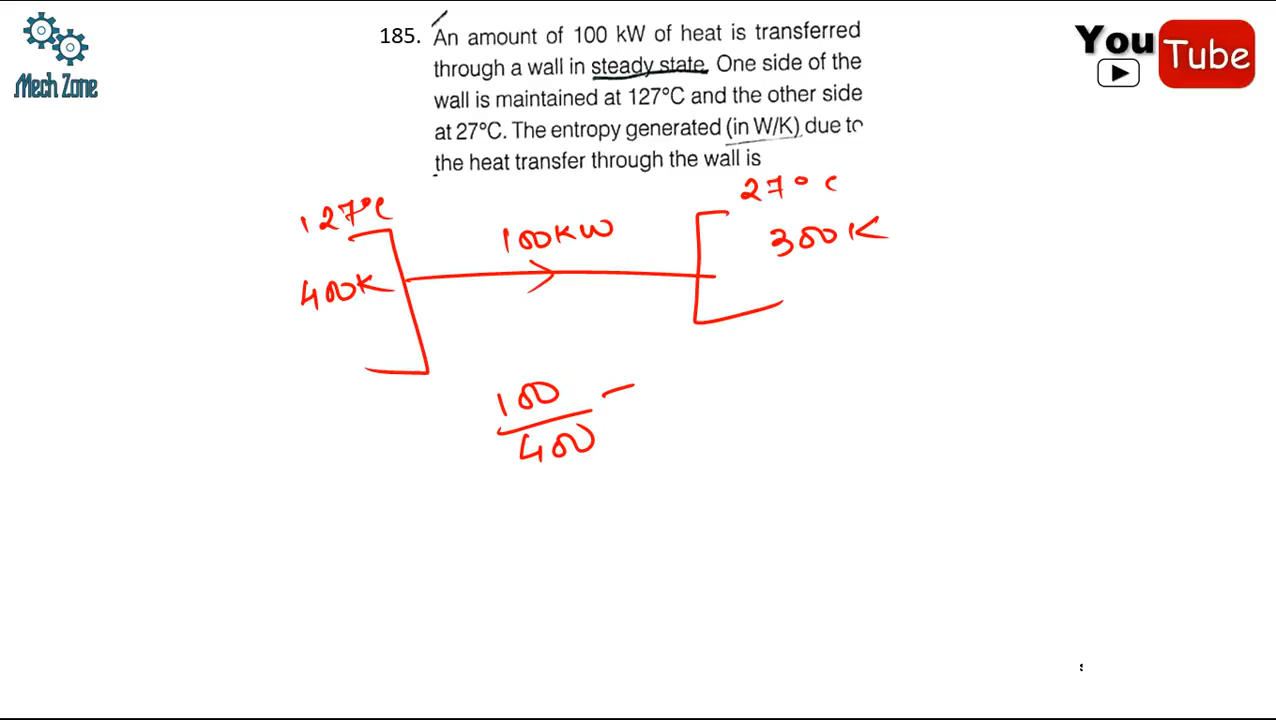 185. An amount of 100 kW of heat is transferred
through a wall in steady state. One side of the
wall is maintained at 127°C and the other side
at 27°C. The entropy generated (in W/K) due to
the heat transfer through the wall is
Mech Zone
You Tube
127°C
27°C
100KW
300K
400K
100
400